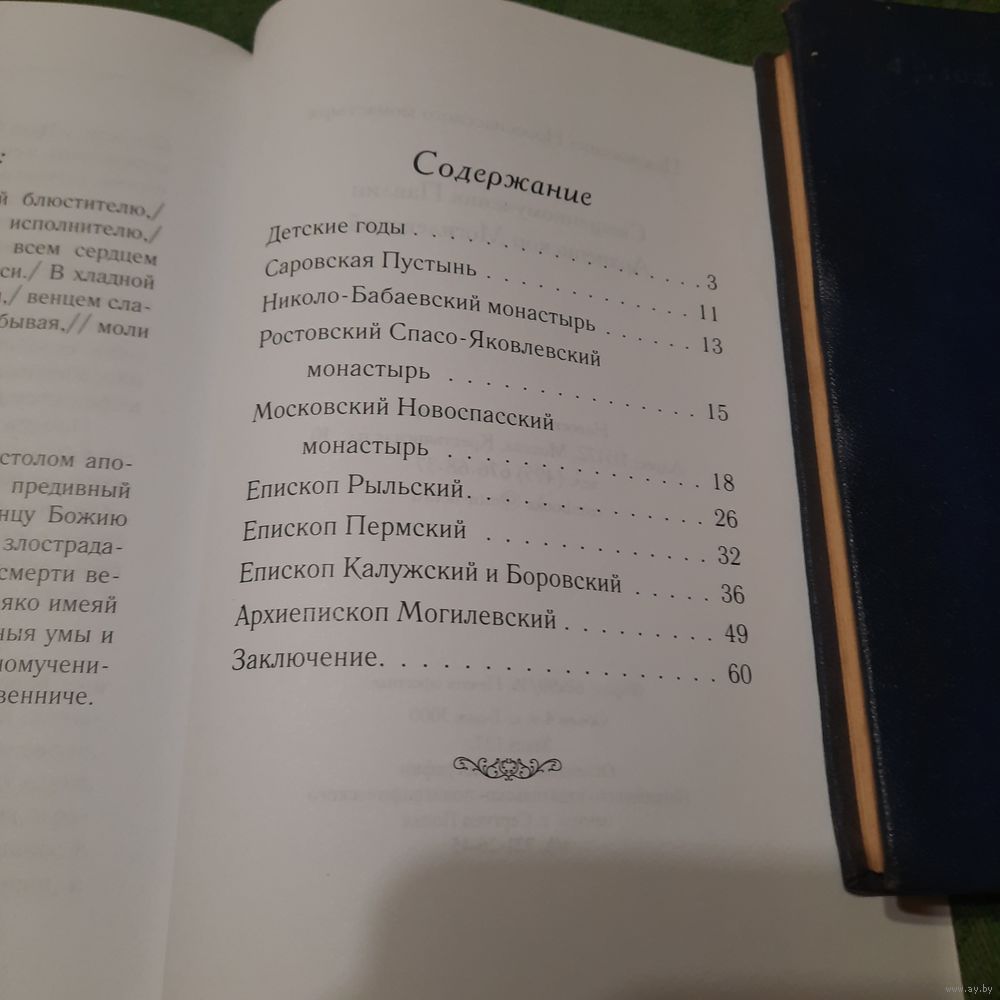 блюстителю,/
исполнителю,/
всем сердцем
си./ В хладной
,/ венцем сла-
бывая,// моли
столом апо-
предивный
нцу Божию
злострада-
смерти ве-
яко имеяй
ныя умы и
номучени-
венниче.
Содержание
Детские годы . . . . . . . . . . . . . . . 3
Саровская Пустынь . . . . . . . . . . . . 11
Николо-Бабаевский монастырь . . . . . . 13
Ростовский Спасо-Яковлевский
монастырь . . . . . . . . . . . . . . 15
Московский Новоспасский
монастырь . . . . . . . . . . . . . . 18
Епископ Рыльский. . . . . . . . . . . . . 26
Епископ Пермский . . . . . . . . . . . . 32
Епископ Калужский и Боровский . . . . . 36
Архиепископ Могилевский . . . . . . . . 49
Заключение. . . . . . . . . . . . . . . . . 60
www.ay.by